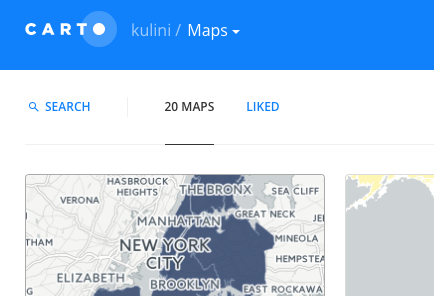 CARTO kulini / Maps
SEARCH 20 MAPS LIKED
HASBROUCK
HEIGHTS
THE BRONX
SEA CLIFF
VERONA
GREAT NECK
MANHATTAN
THAM
MINEOLA
NEW YORK
CITY
HEMPSTEA
ELIZABETH
BROOKLYN
EAST ROCKAWA